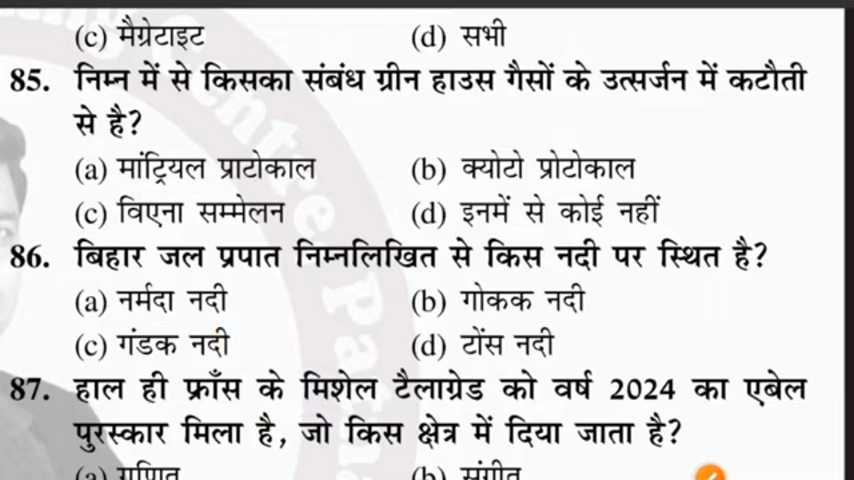 (c) मैग्रेटाइट (d) सभी
85. निम्न में से किसका संबंध ग्रीन हाउस गैसों के उत्सर्जन में कटौती
से है?
(a) मांट्रियल प्राटोकाल (b) क्योटो प्रोटोकाल
(c) विएना सम्मेलन (d) इनमें से कोई नहीं
86. बिहार जल प्रपात निम्नलिखित से किस नदी पर स्थित है?
(a) नर्मदा नदी (b) गोकक नदी
(c) गंडक नदी (d) टोंस नदी
87. हाल ही फ्राँस के मिशेल टैलाग्रेड को वर्ष 2024 का एबेल
पुरस्कार मिला है, जो किस क्षेत्र में दिया जाता है?
(a) गणित (b) संगीत